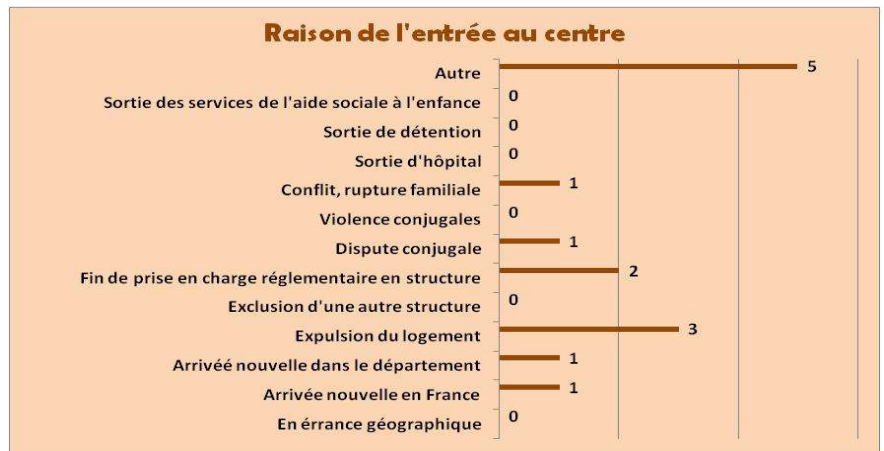 Raison de l'entrée au centre
Autre 5
Sortie des services de l'aide sociale à l'enfance 0
Sortie de détention 0
Sortie d'hôpital 0
Conflit, rupture familiale 1
Violence conjugales 0
Dispute conjugale 1
Fin de prise en charge réglementaire en structure 2
Exclusion d'une autre structure 0
Expulsion du logement 3
Arrivéé nouvelle dans le département 1
Arrivée nouvelle en France 1
En érrance géographique 0